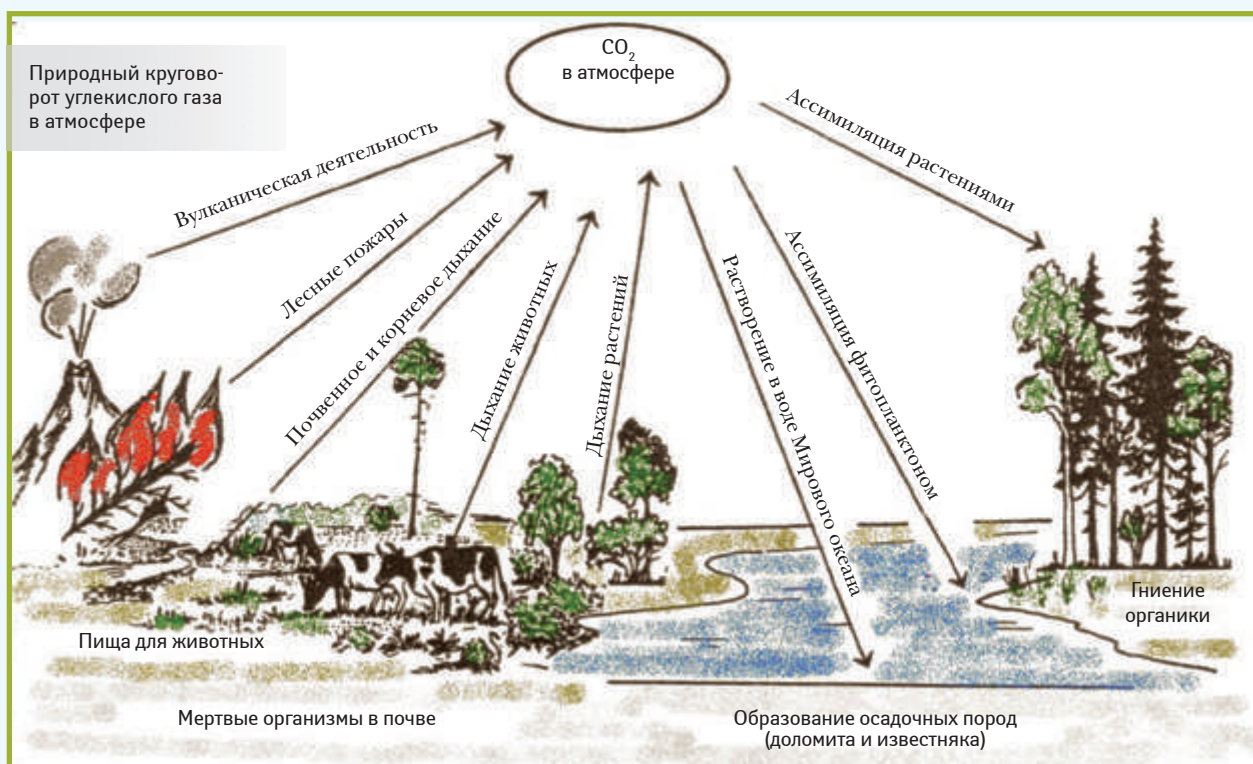 Природный кругово-
рот углекислого газа
в атмосфере
CO₂
в атмосфере
Вулканическая деятельность
Лесные пожары
Почвенное и корневое дыхание
Дыхание животных
Дыхание растений
Растворение в воде Мирового океана
Ассимиляция фитопланктоном
Ассимиляция растениями
Пища для животных
Гниение
органики
Мертвые организмы в почве
Образование осадочных пород
(доломита и известняка)